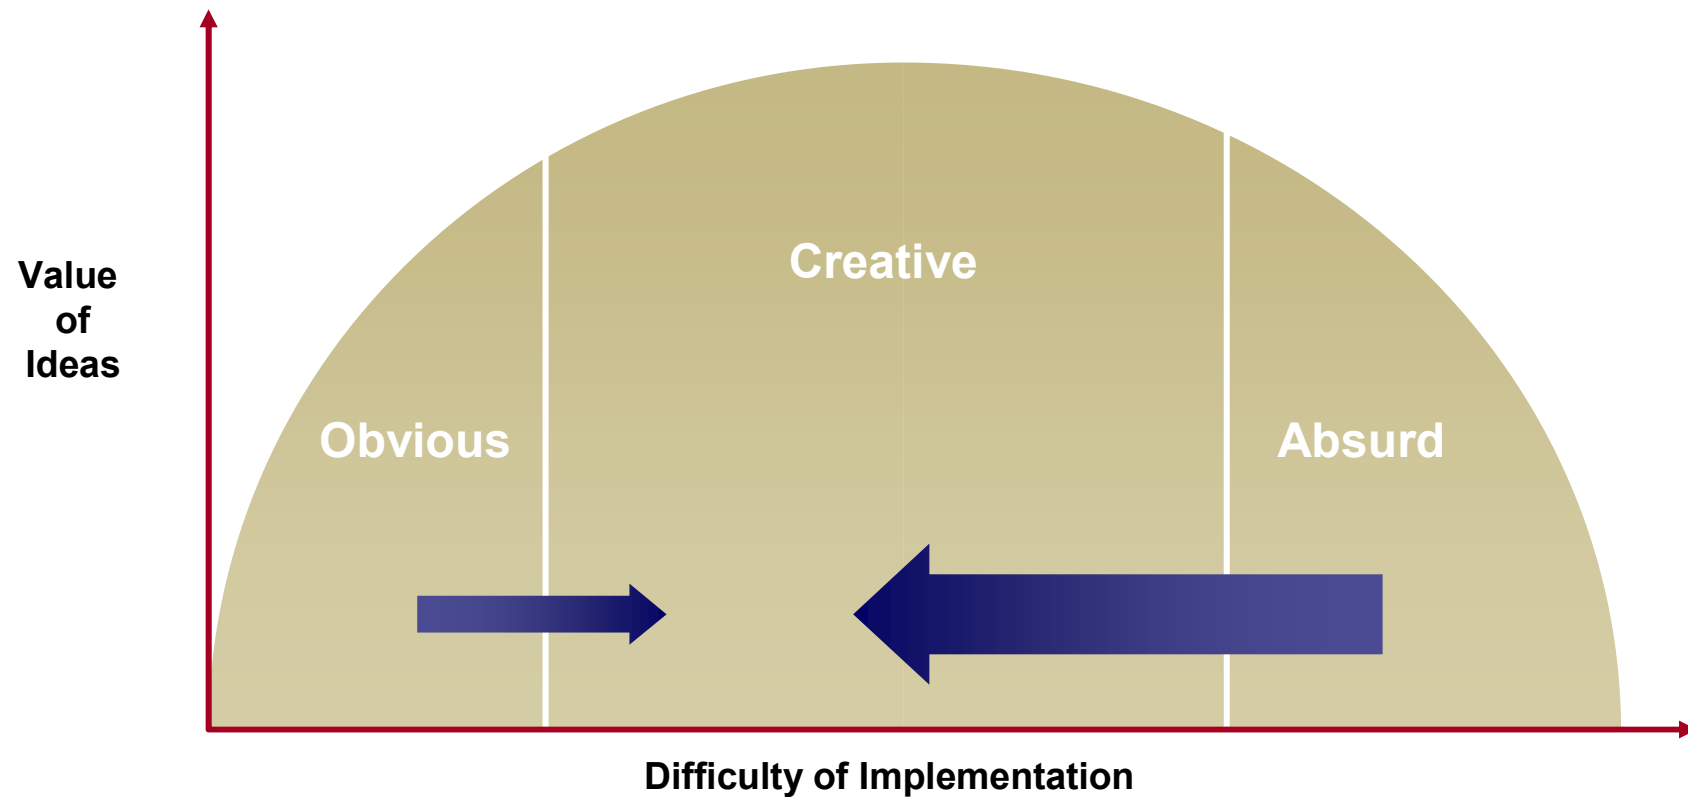 Creative
Value
of
Ideas
Obvious
Absurd
Difficulty of Implementation